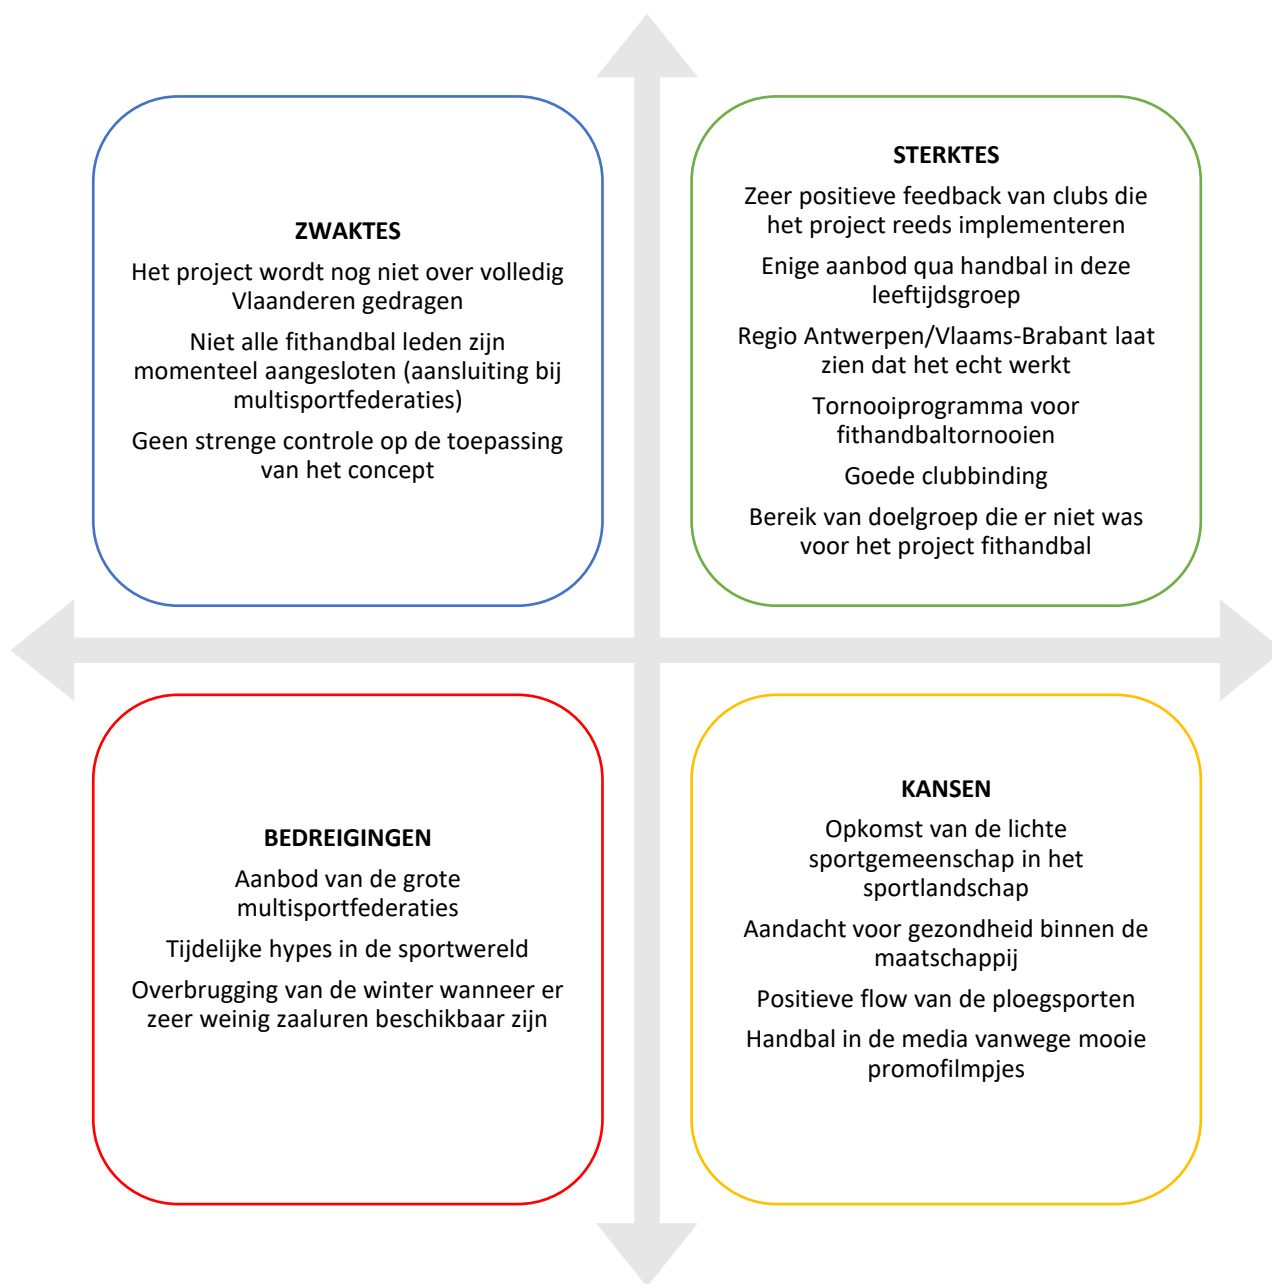 ZWAKTES
Het project wordt nog niet over volledig
Vlaanderen gedragen
Niet alle fithandbal leden zijn
momenteel aangesloten (aansluiting bij
multisportfederaties)
Geen strenge controle op de toepassing
van het concept
STERKTES
Zeer positieve feedback van clubs die
het project reeds implementeren
Enige aanbod qua handbal in deze
leeftijdsgroep
Regio Antwerpen/Vlaams-Brabant laat
zien dat het echt werkt
Tornooiprogramma voor
fithandbaltornooien
Goede clubbinding
Bereik van doelgroep die er niet was
voor het project fithandbal
BEDREIGINGEN
Aanbod van de grote
multisportfederaties
Tijdelijke hypes in de sportwereld
Overbrugging van de winter wanneer er
zeer weinig zaaluren beschikbaar zijn
KANSEN
Opkomst van de lichte
sportgemeenschap in het
sportlandschap
Aandacht voor gezondheid binnen de
maatschappij
Positieve flow van de ploegsporten
Handbal in de media vanwege mooie
promofilmpjes